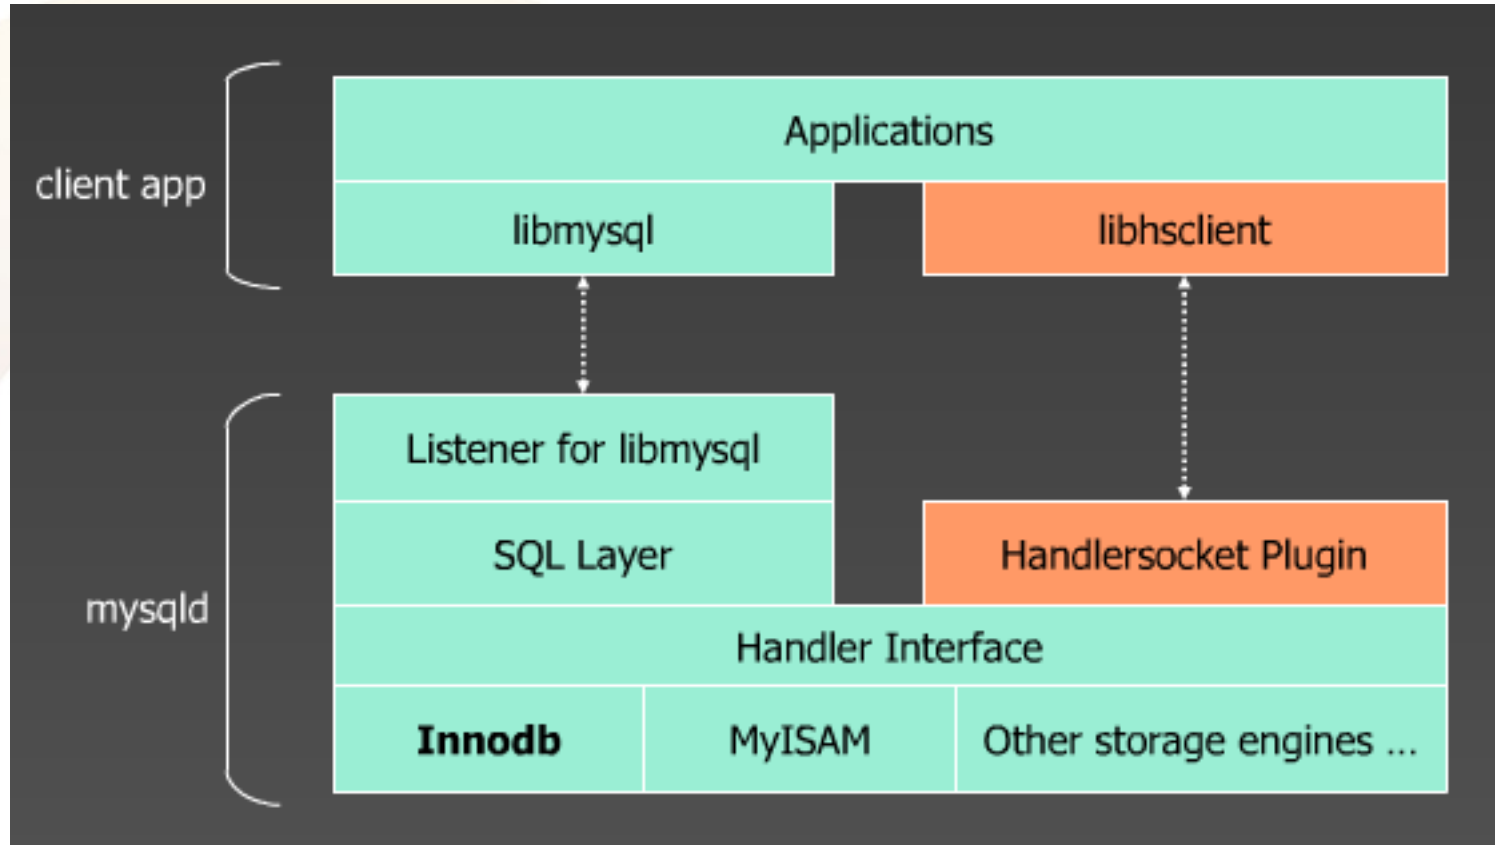 client app
Applications
libmysql
libhsclient
mysqld
Listener for libmysql
SQL Layer
Handlersocket Plugin
Handler Interface
Innodb
MyISAM
Other storage engines ...